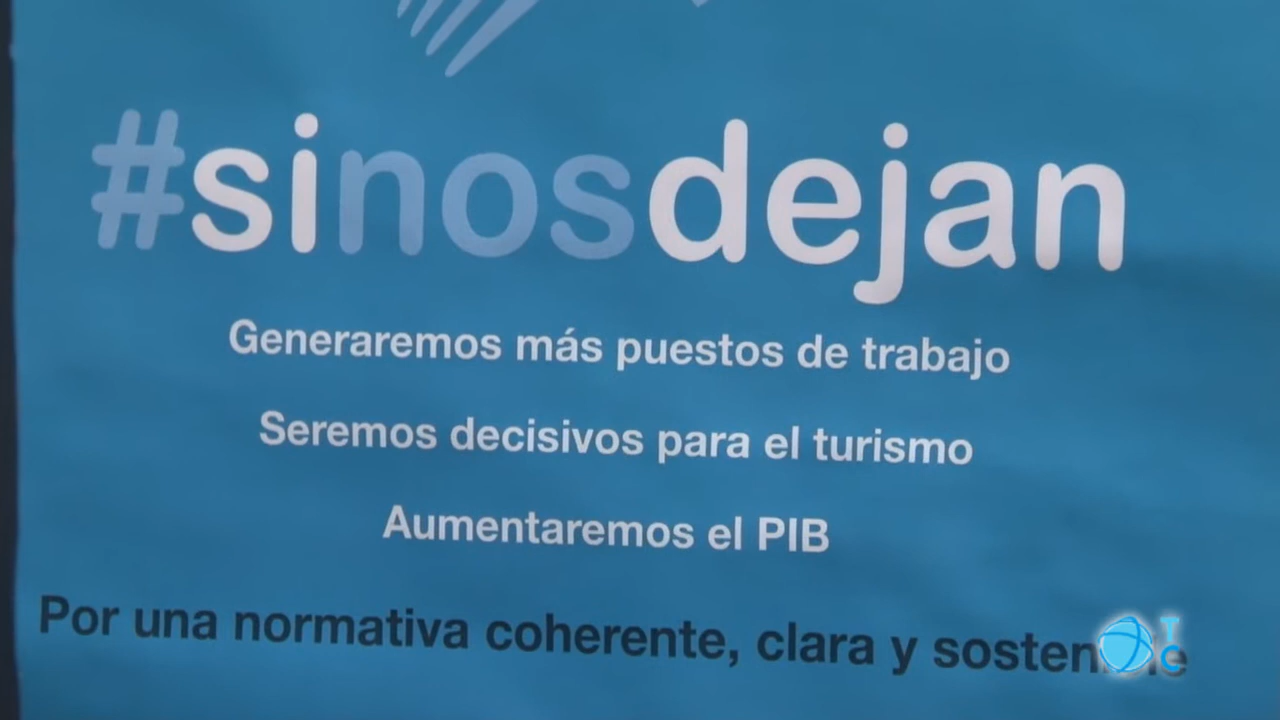 #sinosdejan
Generaremos más puestos de trabajo
Seremos decisivos para el turismo
Aumentaremos el PIB
Por una normativa coherente, clara y
TC